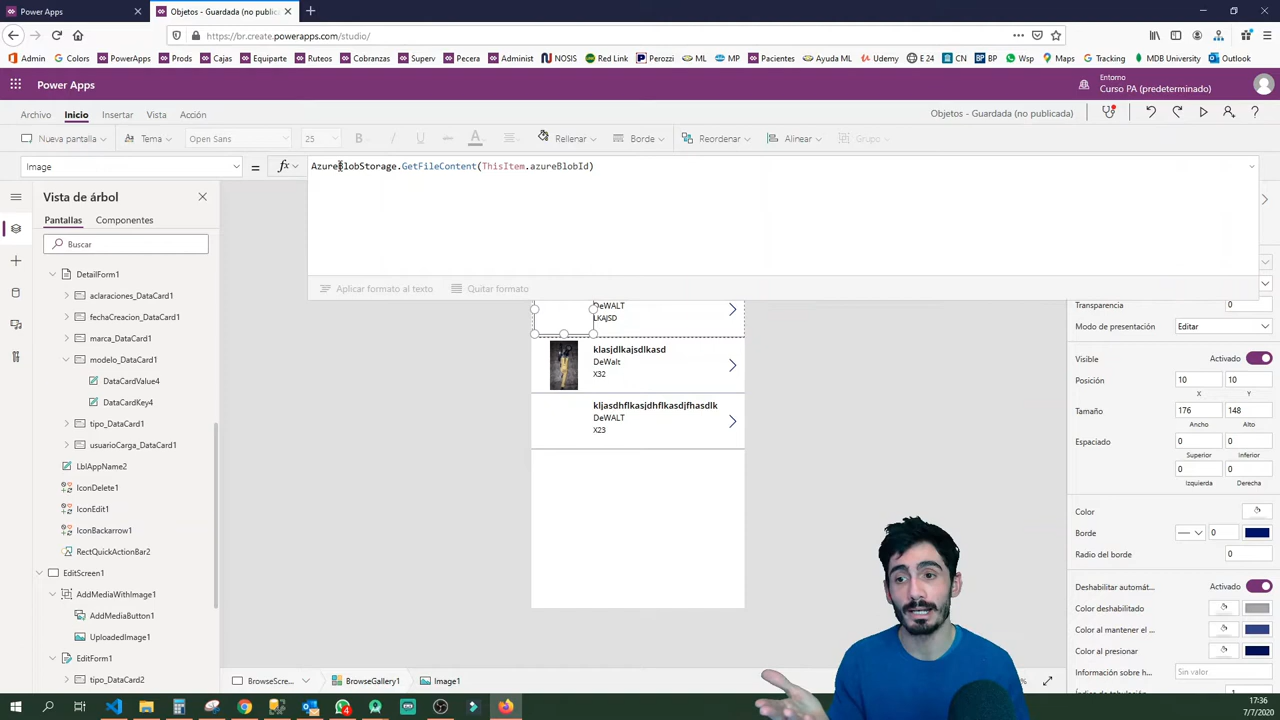 Power Apps
Objetos - Guardada (no publicada)
https://br.create.powerapps.com/studio/
Admin Colors PowerApps Prods Cajas Equiparte Ruteos Cobranzas Superv Pecera Administ NOSIS Red Link Perozzi ML MP Pacientes Ayuda ML Udemy E 24 CN BP Wsp Maps Tracking MDB University Outlook
Power Apps
Entorno
Curso PA (predeterminado)
Archivo Inicio Insertar Vista Acción
Objetos - Guardada (no publicada)
Nueva pantalla Tema Open Sans 25 B / U A Rellenar Borde Reordenar Alinear Grupo
Image = fx AzureBlobStorage.GetFileContent(ThisItem.azureBlobId)
Aplicar formato al texto Quitar formato
Vista de árbol
Pantallas Componentes
Buscar
DetailForm1
aclaraciones_DataCard1
fechaCreacion_DataCard1
marca_DataCard1
modelo_DataCard1
DataCardValue4
DataCardKey4
tipo_DataCard1
usuarioCarga_DataCard1
LblAppName2
IconDelete1
IconEdit1
IconBackarrow1
RectQuickActionBar2
EditScreen1
AddMediaWithImage1
AddMediaButton1
UploadedImage1
EditForm1
tipo_DataCard2
DeWALT
LKAJSD
klasjdlkajsdlkasd
DeWalt
X32
kljasdhflkasjdhflkasdjfhasdlk
DeWALT
X23
Transparencia 0
Modo de presentación Editar
Visible Activado
Posición 10 10
X Y
Tamaño 176 148
Ancho Alto
Espaciado 0 0
Superior Inferior
0 0
Izquierda Derecha
Color
Borde 0
Radio del borde 0
Deshabilitar automát... Activado
Color deshabilitado
Color al mantener el ...
Color al presionar
Información sobre h... Sin valor
BrowseScre... BrowseGallery1 Image1
17:36
7/7/2020